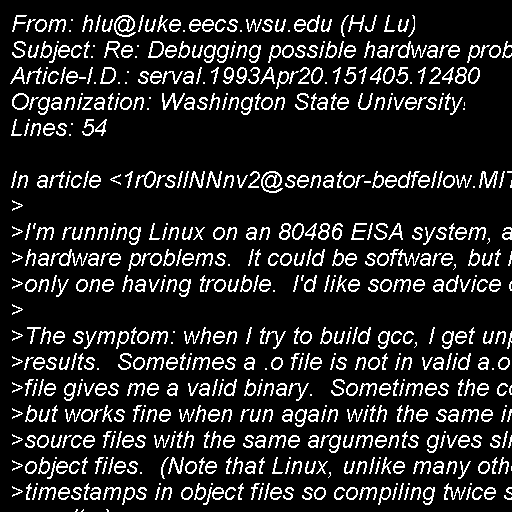 From: hlu@luke.eecs.wsu.edu (HJ Lu)
Subject: Re: Debugging possible hardware prob
Article-I.D.: serval.1993Apr20.151405.12480
Organization: Washington State University
Lines: 54

In article <1r0rsIINNnv2@senator-bedfellow.MIT
>
>I'm running Linux on an 80486 EISA system, a
>hardware problems.  It could be software, but
>only one having trouble.  I'd like some advice
>
>The symptom: when I try to build gcc, I get unp
>results.  Sometimes a .o file is not in valid a.o
>file gives me a valid binary.  Sometimes the co
>but works fine when run again with the same in
>source files with the same arguments gives
>object files.  (Note that Linux, unlike many oth
>timestamps in object files so compiling twice s